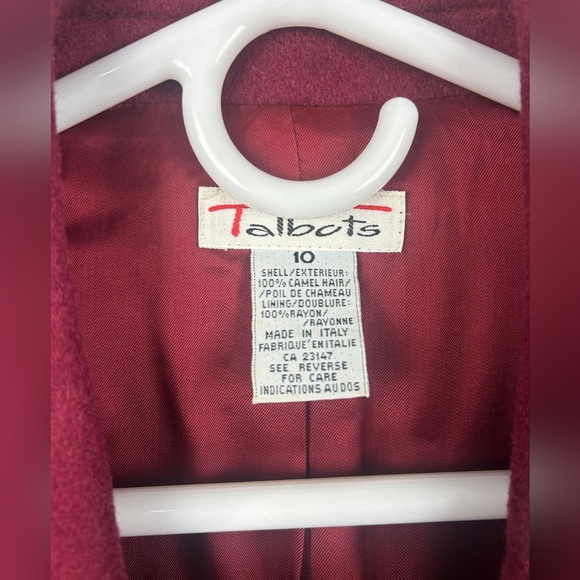 Talbots
10
SHELL/EXTERIEUR:
100% CAMEL HAIR/
/POIL DE CHAMEAU
LINING/DOUBLURE:
100%RAYON/
/RAYONNE
MADE IN ITALY
FABRIQUÉ EN ITALIE
CA 23147
SEE REVERSE
FOR CARE
INDICATIONS AU DOS